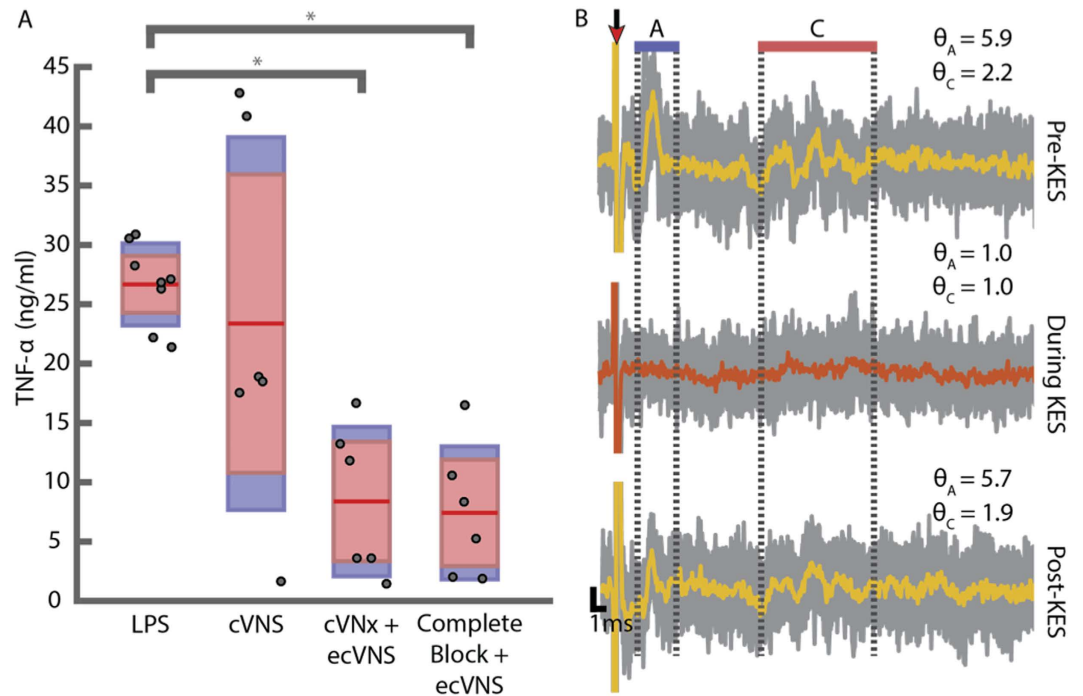 A
*
*
TNF-α (ng/ml)
45
40
35
30
25
20
15
10
5
0
LPS
cVNS
cVNx +
ecVNS
Complete
Block +
ecVNS
B
A
C
θA = 5.9
θC = 2.2
Pre-KES
θA = 1.0
θC = 1.0
During KES
θA = 5.7
θC = 1.9
Post-KES
1ms